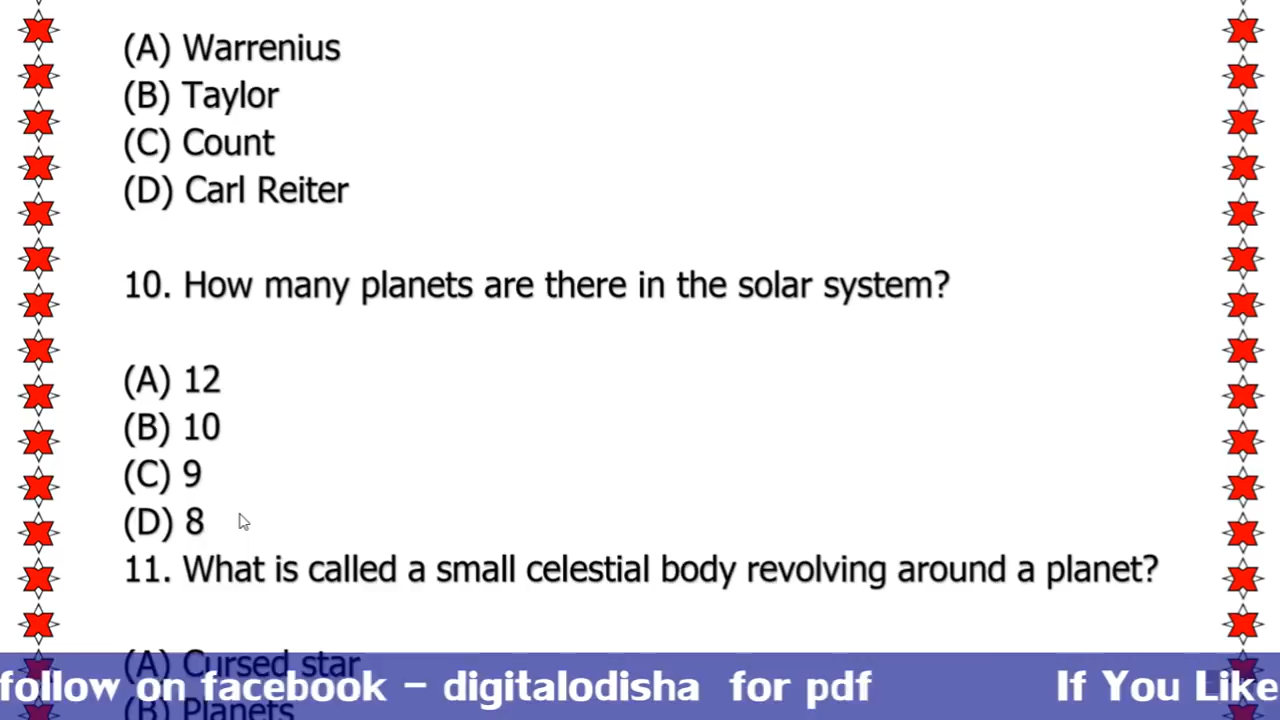 (A) Warrenius
(B) Taylor
(C) Count
(D) Carl Reiter
10. How many planets are there in the solar system?
(A) 12
(B) 10
(C) 9
(D) 8
11. What is called a small celestial body revolving around a planet?
(A) Cursed star
(B) Planets
follow on facebook – digitalodisha for pdf If You Like